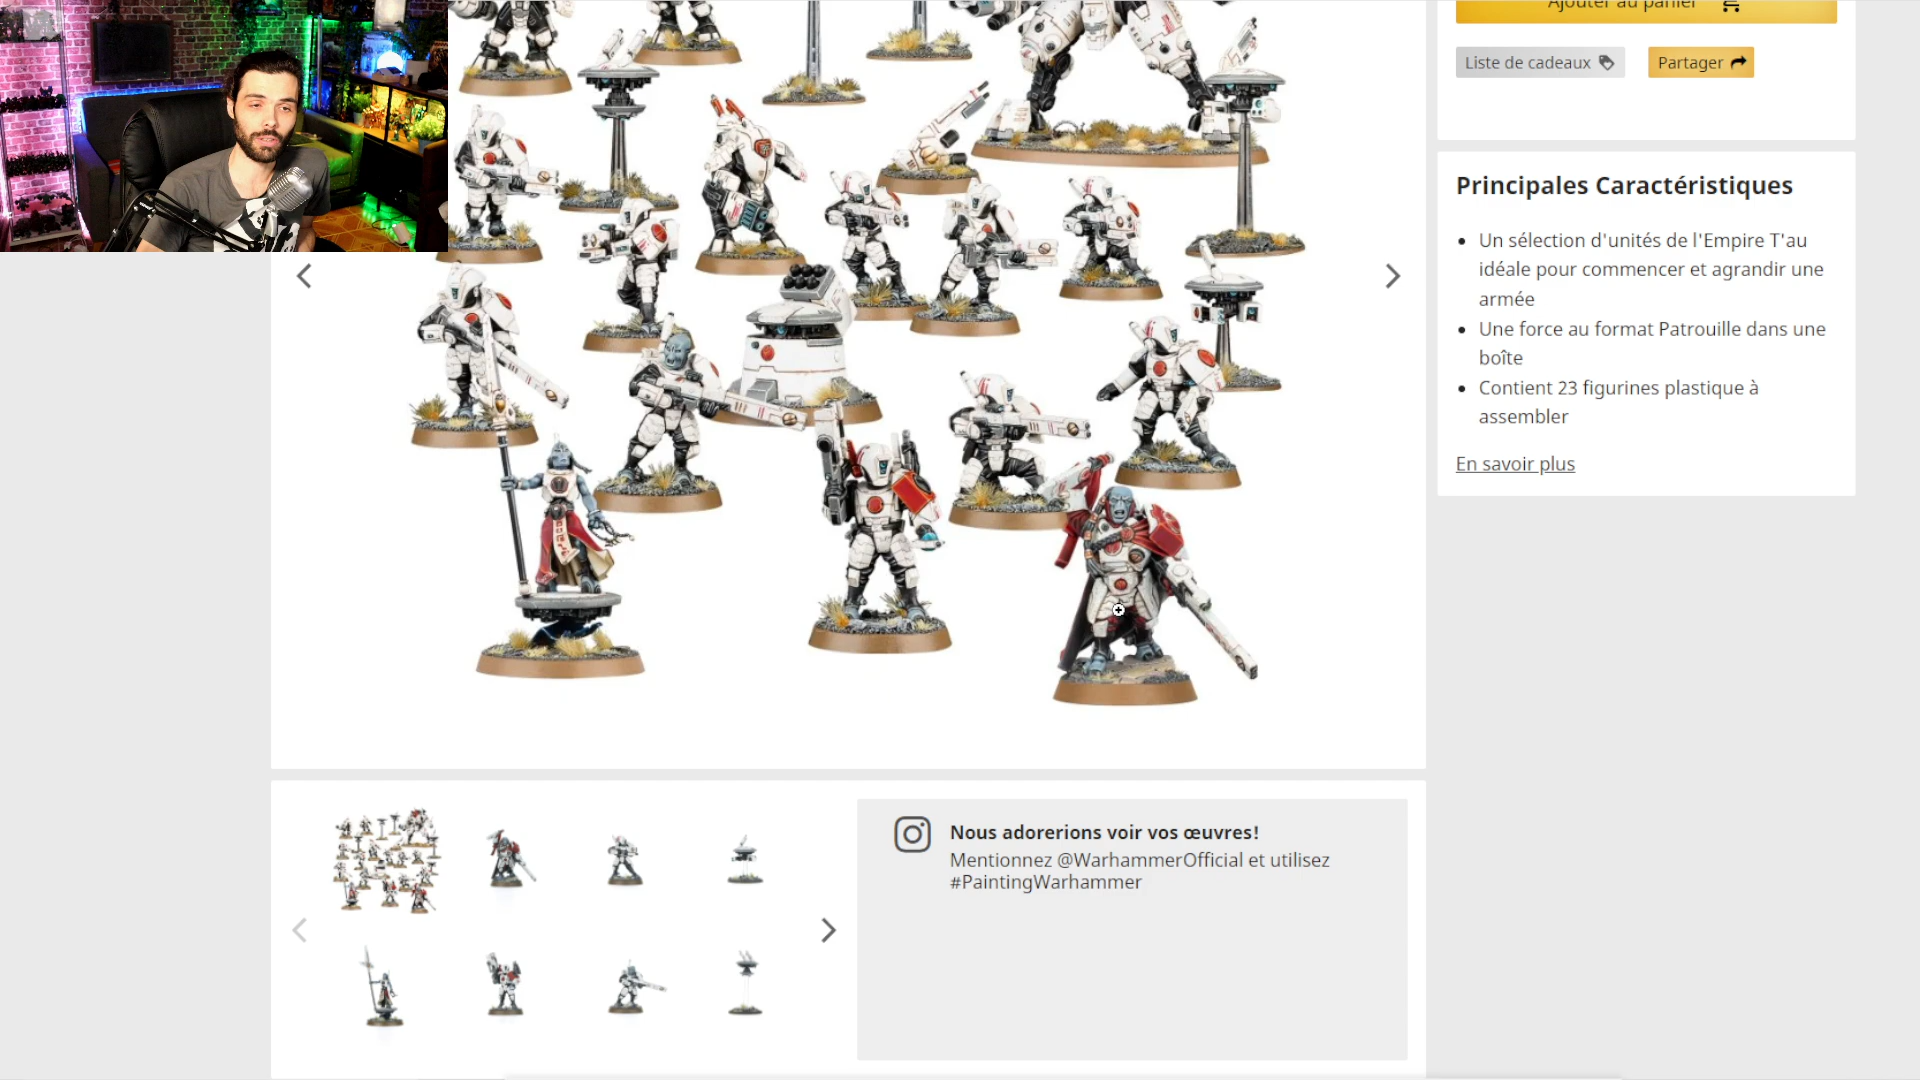 Ajouter au panier
Liste de cadeaux
Partager
Principales Caractéristiques
Un sélection d'unités de l'Empire T'au
idéale pour commencer et agrandir une
armée
Une force au format Patrouille dans une
boîte
Contient 23 figurines plastique à
assembler
En savoir plus
Nous adorerions voir vos œuvres!
Mentionnez @WarhammerOfficial et utilisez
#PaintingWarhammer